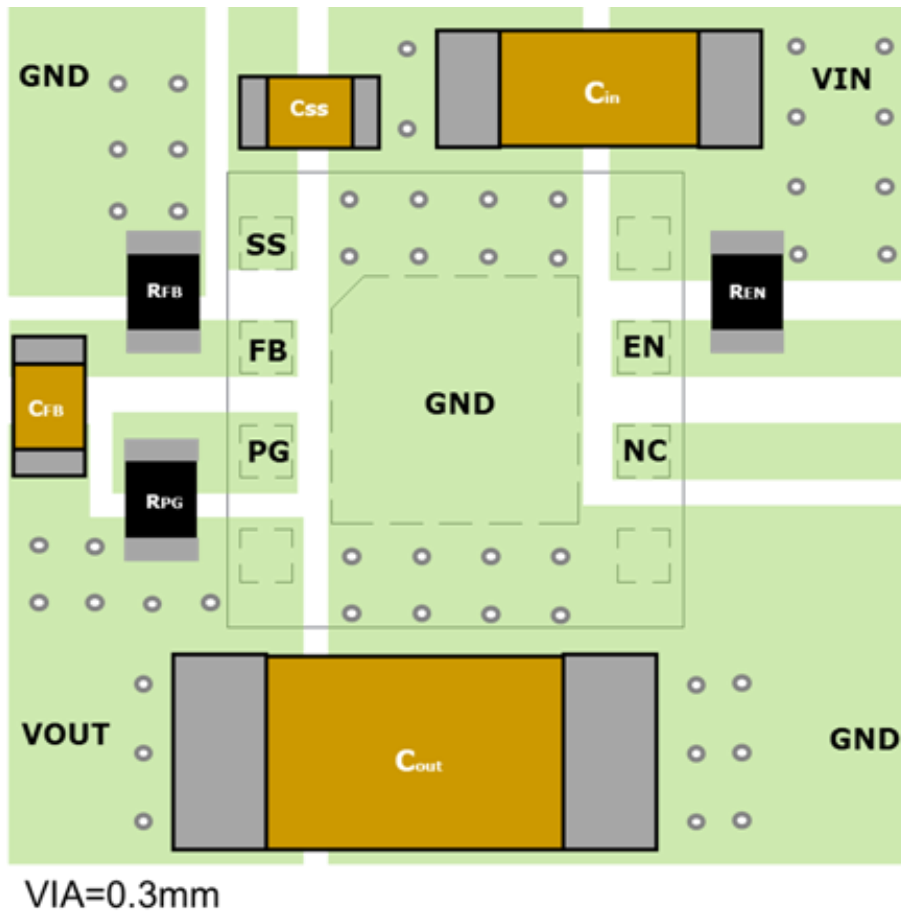 GND
Css
Cin
VIN
SS
RFB
REN
FB
EN
CFB
GND
PG
NC
RPG
VOUT
Cout
GND
VIA=0.3mm